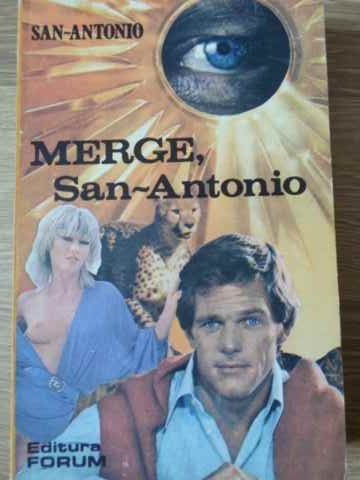 SAN-ANTONIO
MERGE,
San-Antonio
Editura
FORUM